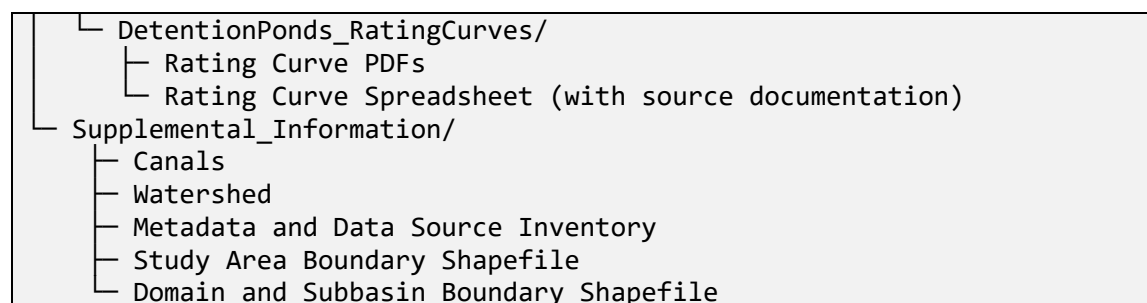 │   └─ DetentionPonds_RatingCurves/
│       ├─ Rating Curve PDFs
│       └─ Rating Curve Spreadsheet (with source documentation)
└─ Supplemental_Information/
    ├─ Canals
    ├─ Watershed
    ├─ Metadata and Data Source Inventory
    ├─ Study Area Boundary Shapefile
    └─ Domain and Subbasin Boundary Shapefile